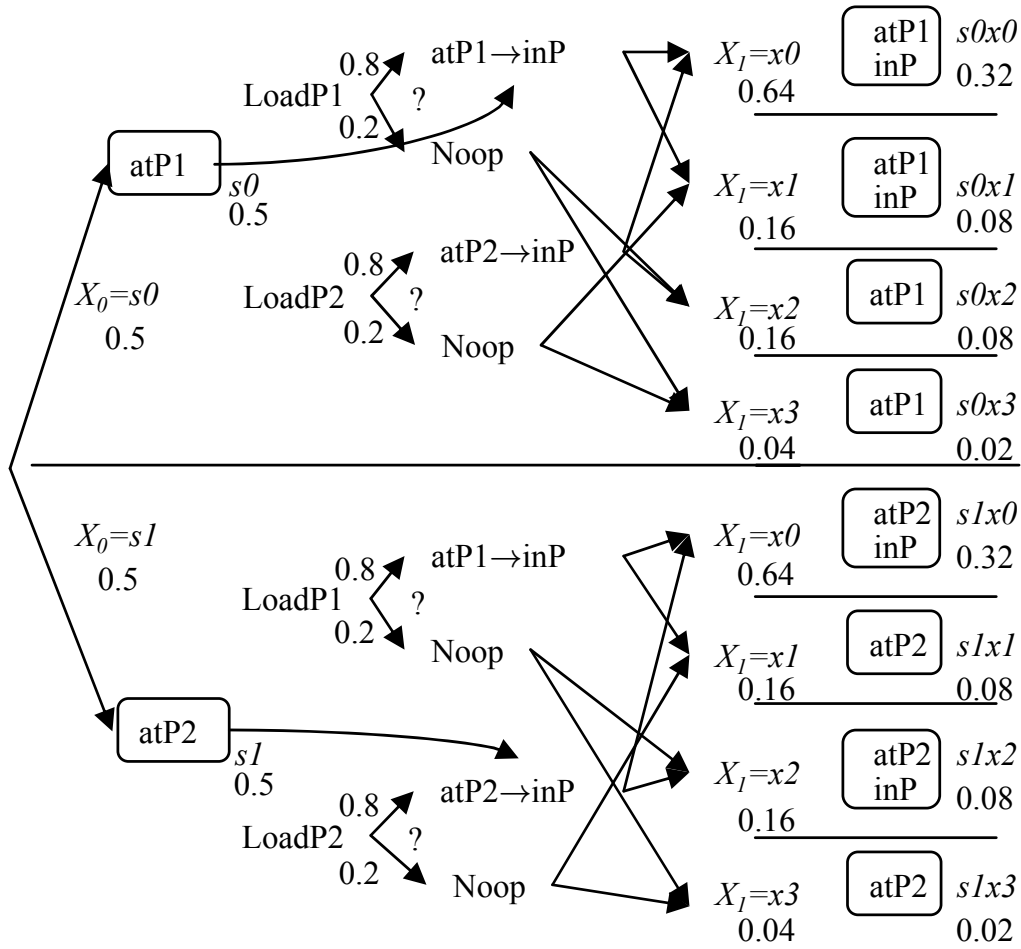 0.8 atP1→inP
LoadP1 ?
0.2 Noop
atP1
s0
0.5
X0=s0
0.5
0.8 atP2→inP
LoadP2 ?
0.2 Noop
X1=x0
0.64
atP1
inP
s0x0
0.32
X1=x1
0.16
atP1
inP
s0x1
0.08
X1=x2
0.16
atP1
s0x2
0.08
X1=x3
0.04
atP1
s0x3
0.02
X0=s1
0.5
0.8 atP1→inP
LoadP1 ?
0.2 Noop
atP2
s1
0.5
0.8 atP2→inP
LoadP2 ?
0.2 Noop
X1=x0
0.64
atP2
inP
s1x0
0.32
X1=x1
0.16
atP2
s1x1
0.08
X1=x2
0.16
atP2
inP
s1x2
0.08
X1=x3
0.04
atP2
s1x3
0.02